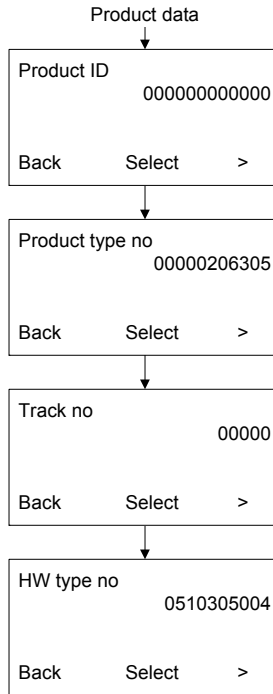 Product data
Product ID
000000000000
Back Select >
Product type no
00000206305
Back Select >
Track no
00000
Back Select >
HW type no
0510305004
Back Select >